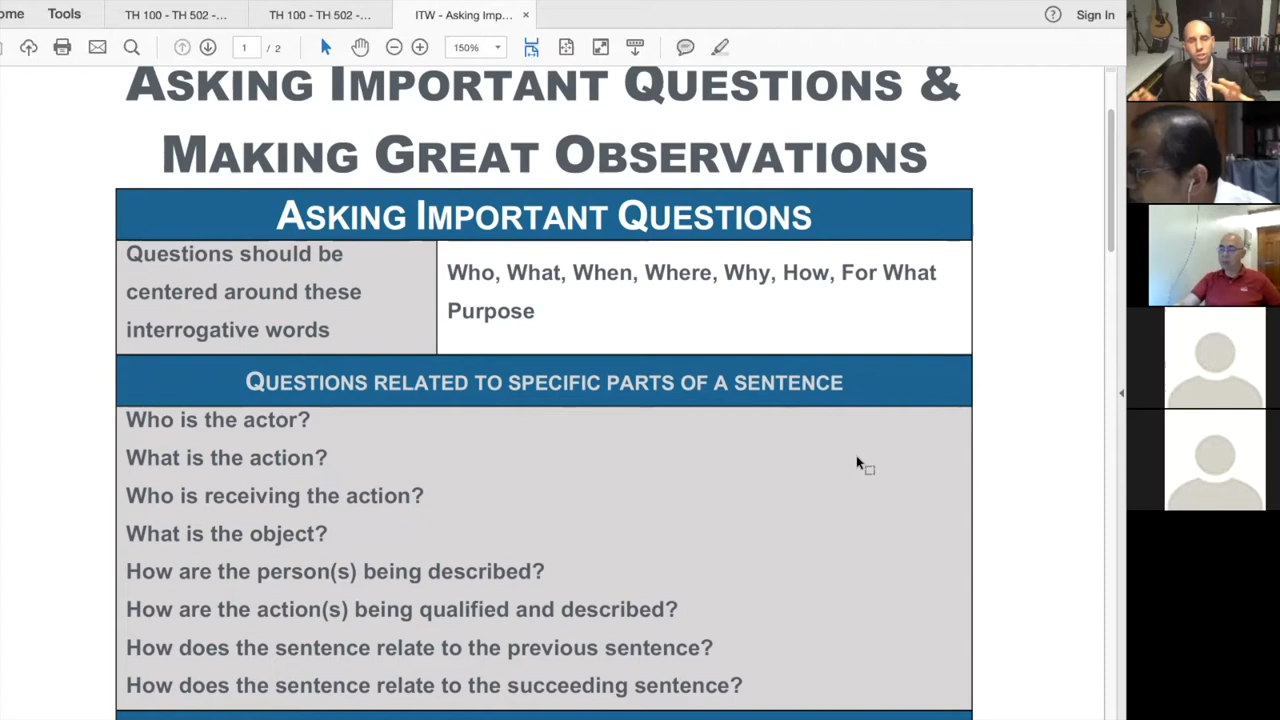 ome Tools TH 100 - TH 502 -... TH 100 - TH 502 -... ITW - Asking Imp... × ? Sign In
1 / 2 150%
ASKING IMPORTANT QUESTIONS &
MAKING GREAT OBSERVATIONS
ASKING IMPORTANT QUESTIONS
Questions should be
centered around these
interrogative words
Who, What, When, Where, Why, How, For What
Purpose
QUESTIONS RELATED TO SPECIFIC PARTS OF A SENTENCE
Who is the actor?
What is the action?
Who is receiving the action?
What is the object?
How are the person(s) being described?
How are the action(s) being qualified and described?
How does the sentence relate to the previous sentence?
How does the sentence relate to the succeeding sentence?